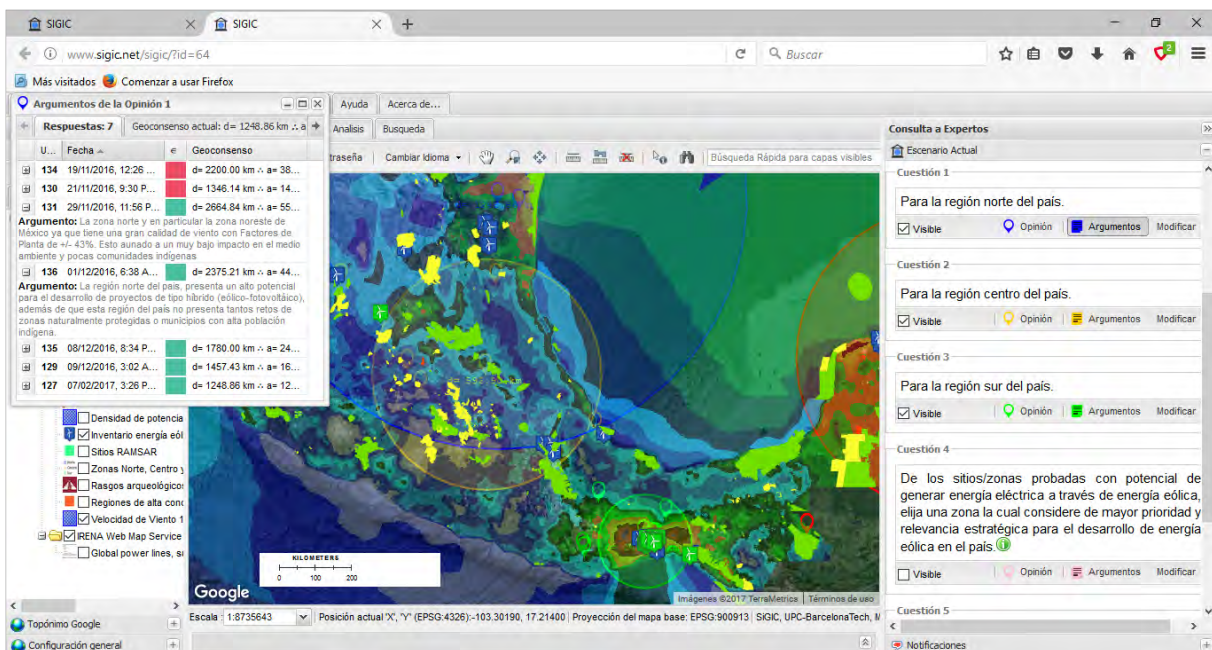 SIGIC
SIGIC
www.sigic.net/sigic/?id=64
Buscar
2
Más visitados
Comenzar a usar Firefox
Argumentos de la Opinión 1
Ayuda
Acerca de...
Respuestas: 7
Geoconsenso actual: d= 1248.86 km ∴ a
Analisis
Busqueda
U...
Fecha
є
Geoconsenso
traseña
Cambiar Idioma
Búsqueda Rápida para capas visibles
134 19/11/2016, 12:26 ... d= 2200.00 km ∴ a= 38...
130 21/11/2016, 9:30 P... d= 1346.14 km ∴ a= 14...
131 29/11/2016, 11:56 P... d= 2664.84 km ∴ a= 55...
Argumento: La zona norte y en particular la zona noreste de
México ya que tiene una gran calidad de viento con Factores de
Planta de +/- 43%. Esto aunado a un muy bajo impacto en el medio
ambiente y pocas comunidades indígenas
136 01/12/2016, 6:38 A... d= 2375.21 km ∴ a= 44...
Argumento: La región norte del pais, presenta un alto potencial
para el desarrollo de proyectos de tipo híbrido (eólico-fotovoltáico),
además de que esta región del país no presenta tantos retos de
zonas naturalmente protegidas o municipios con alta población
indígena.
135 08/12/2016, 8:34 P... d= 1780.00 km ∴ a= 24...
129 09/12/2016, 3:02 A... d= 1457.43 km ∴ a= 16...
127 07/02/2017, 3:26 P... d= 1248.86 km ∴ a= 12...
Densidad de potencia
Inventario energía eól
Sitios RAMSAR
Zonas Norte, Centro y
Rasgos arqueológico
Regiones de alta conc
Velocidad de Viento 1
IRENA Web Map Service
Global power lines, s
Topónimo Google
Configuración general
KILOMETERS
0 100 200
Google
Imágenes ©2017 TerraMetrics
Términos de uso
Escala : 1:8735643
Posición actual 'X', 'Y' (EPSG:4326):-103.30190, 17.21400
Proyección del mapa base: EPSG:900913
SIGIC, UPC-BarcelonaTech, M
Consulta a Expertos
Escenario Actual
Cuestión 1
Para la región norte del país.
Visible Opinión Argumentos Modificar
Cuestión 2
Para la región centro del país.
Visible Opinión Argumentos Modificar
Cuestión 3
Para la región sur del país.
Visible Opinión Argumentos Modificar
Cuestión 4
De los sitios/zonas probadas con potencial de
generar energía eléctrica a través de energía eólica,
elija una zona la cual considere de mayor prioridad y
relevancia estratégica para el desarrollo de energía
eólica en el país.
Visible Opinión Argumentos Modificar
Cuestión 5
Notificaciones